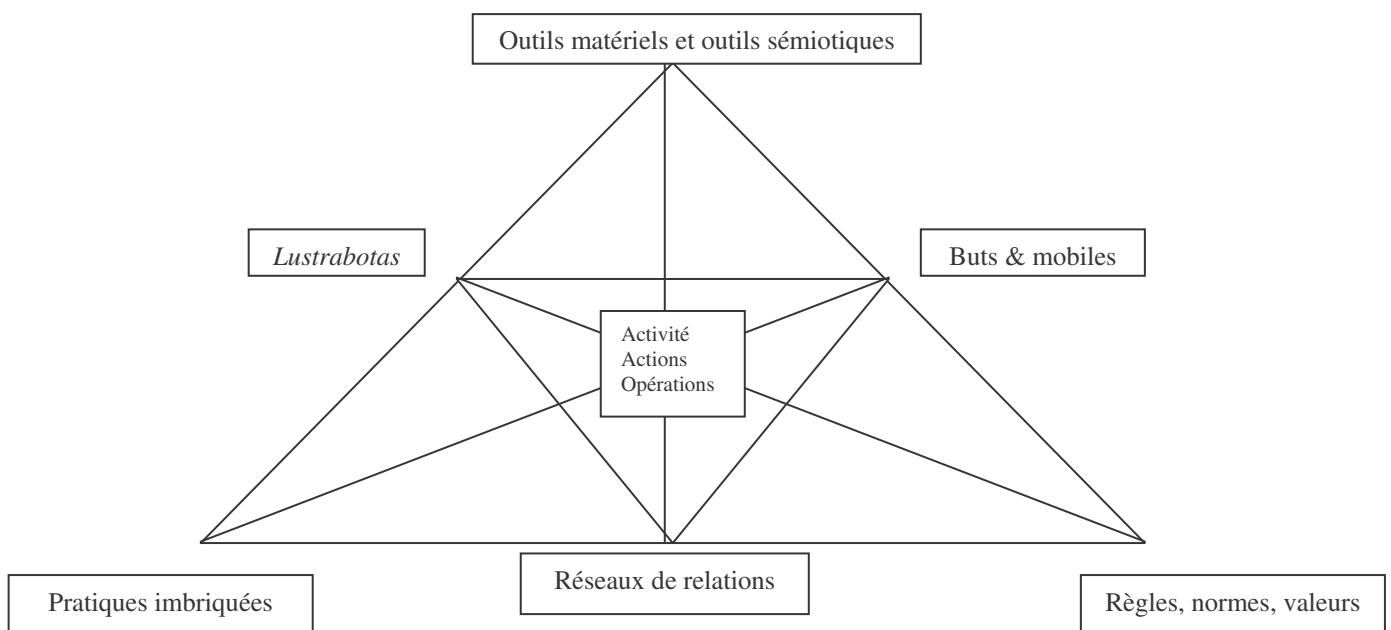 Outils matériels et outils sémiotiques
Lustrabotas
Buts & mobiles
Activité
Actions
Opérations
Réseaux de relations
Pratiques imbriquées
Règles, normes, valeurs